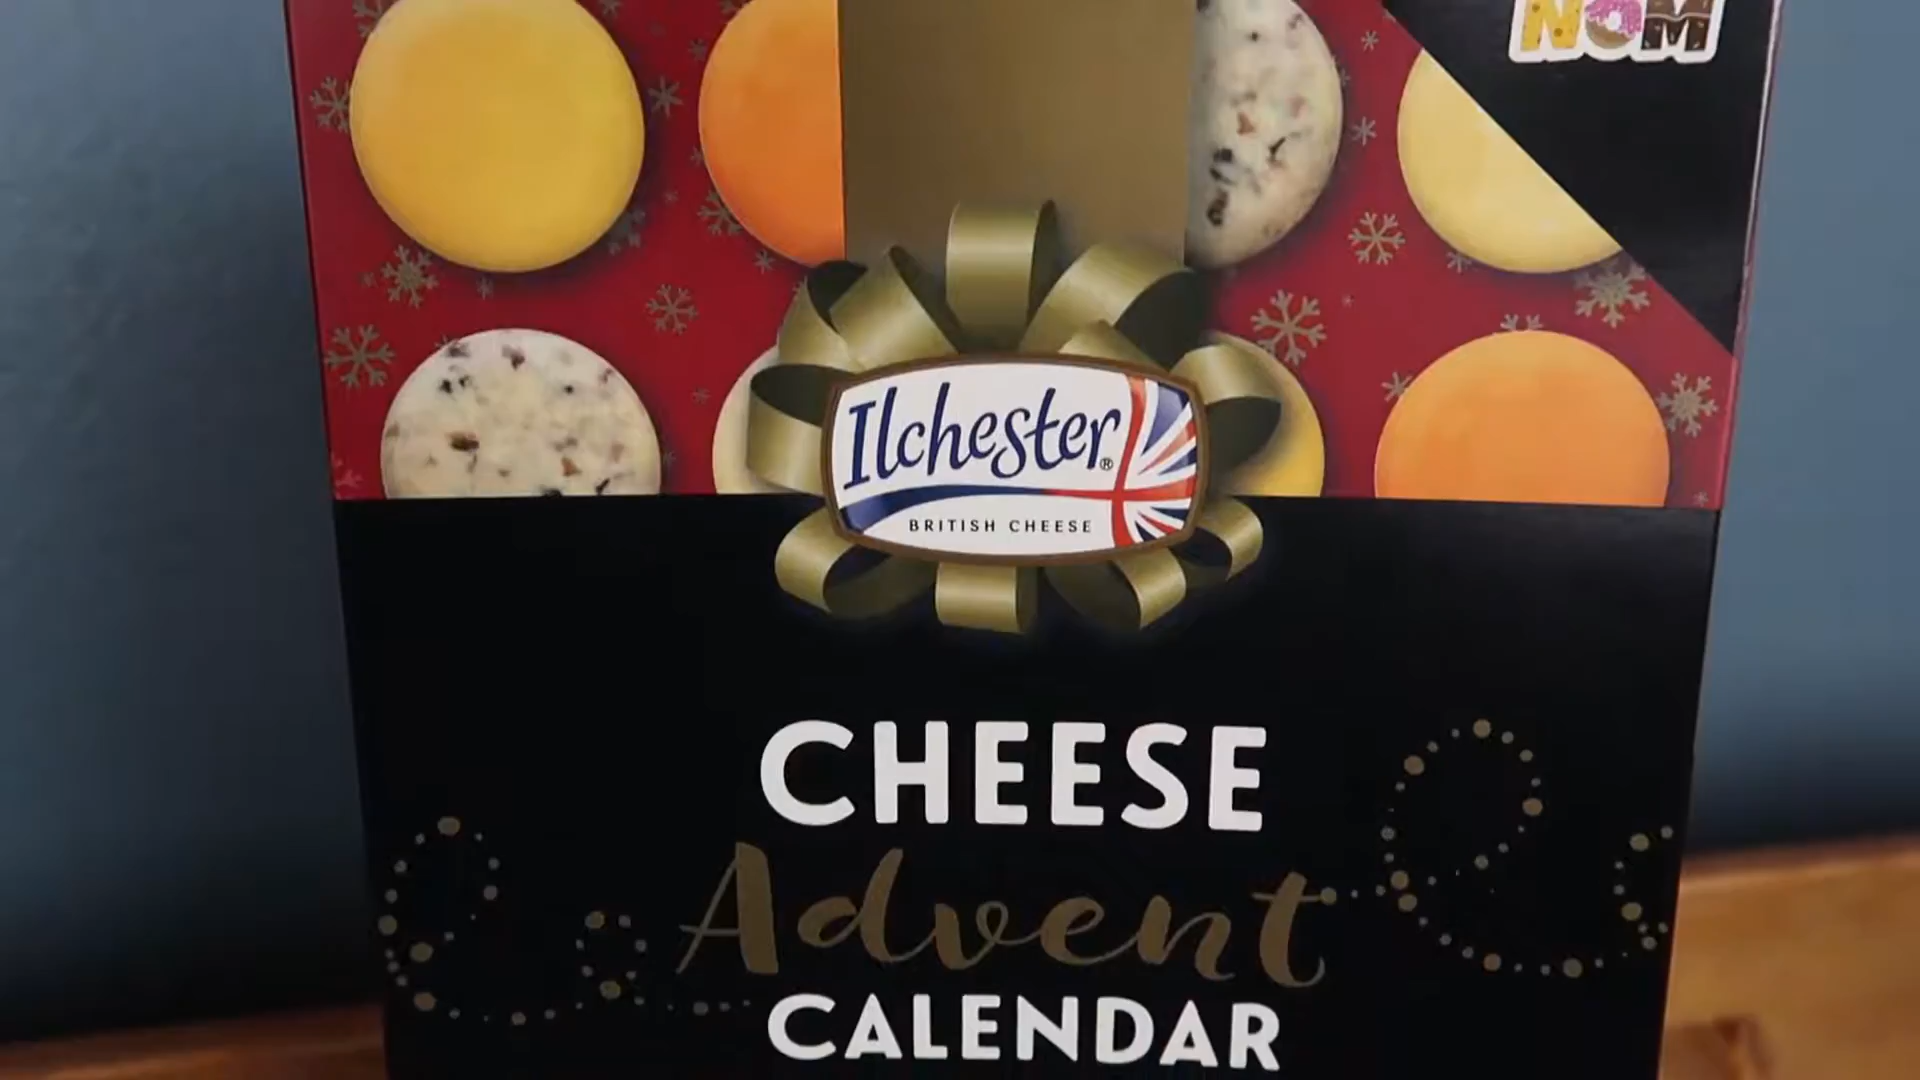 NOM
Ilchester®
BRITISH CHEESE
CHEESE
Advent
CALENDAR